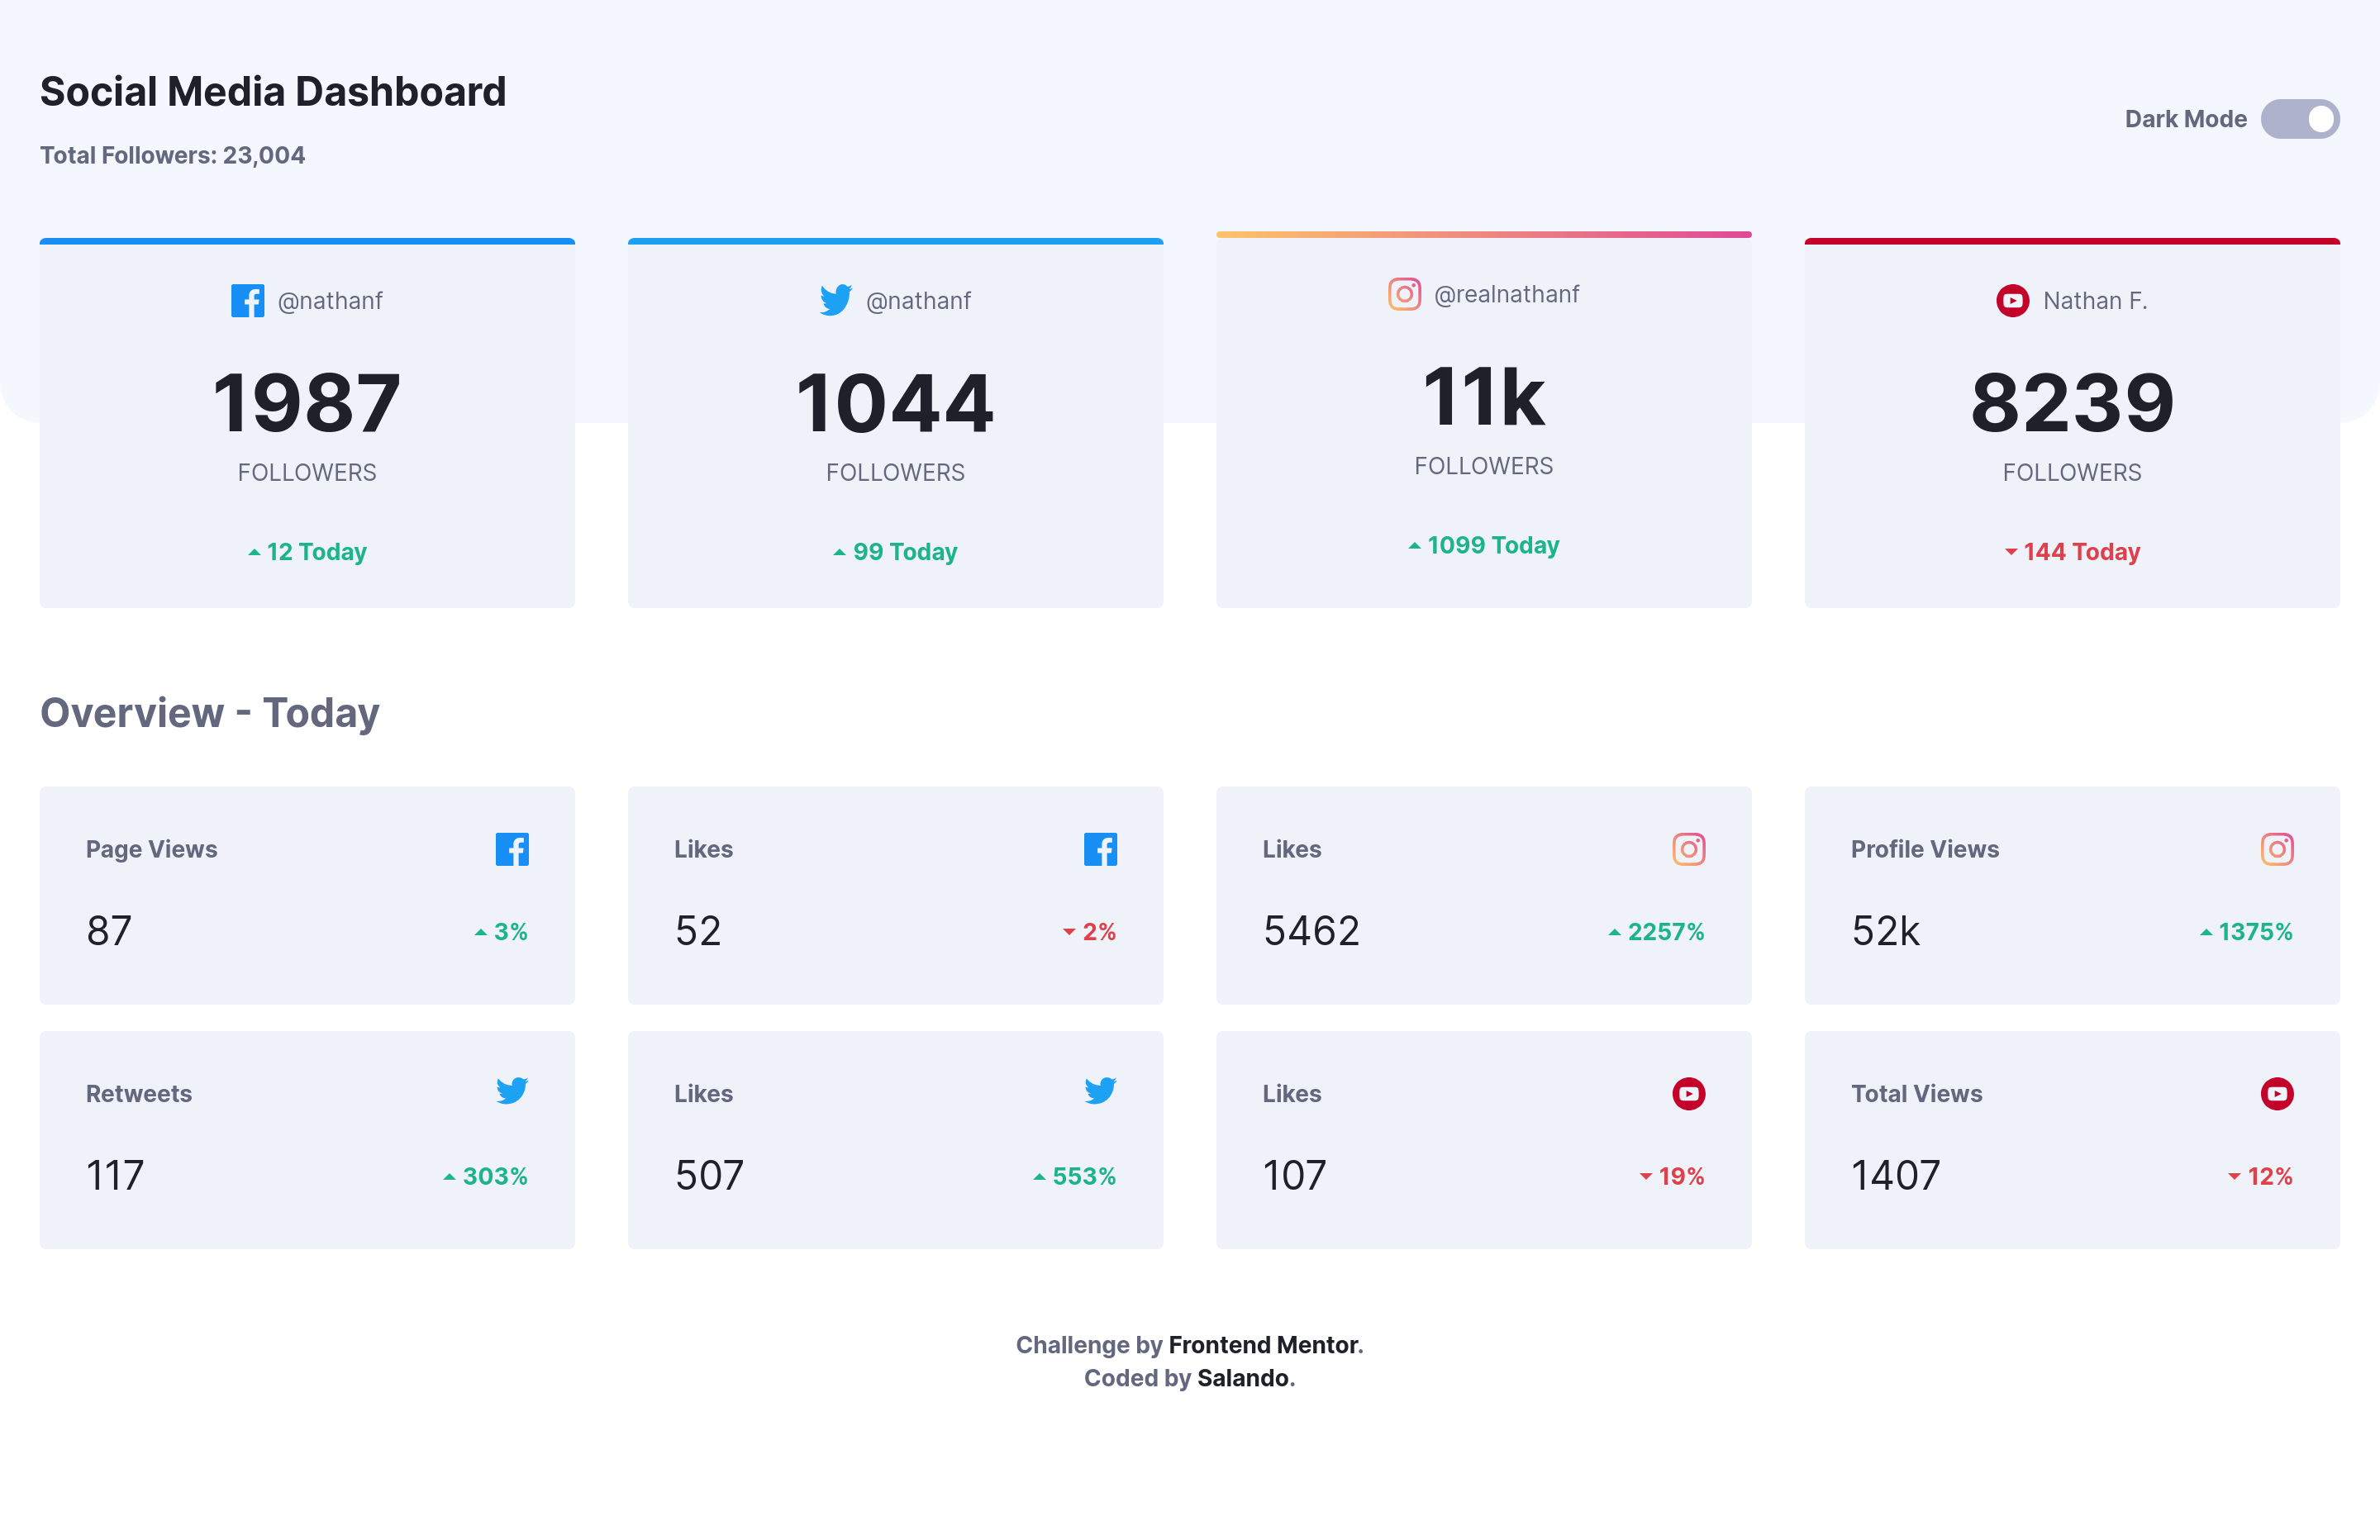 Social Media Dashboard
Total Followers: 23,004
Dark Mode
@nathanf
1987
FOLLOWERS
12 Today
@nathanf
1044
FOLLOWERS
99 Today
@realnathanf
11k
FOLLOWERS
1099 Today
Nathan F.
8239
FOLLOWERS
144 Today
Overview - Today
Page Views
87
3%
Likes
52
2%
Likes
5462
2257%
Profile Views
52k
1375%
Retweets
117
303%
Likes
507
553%
Likes
107
19%
Total Views
1407
12%
Challenge by Frontend Mentor.
Coded by Salando.